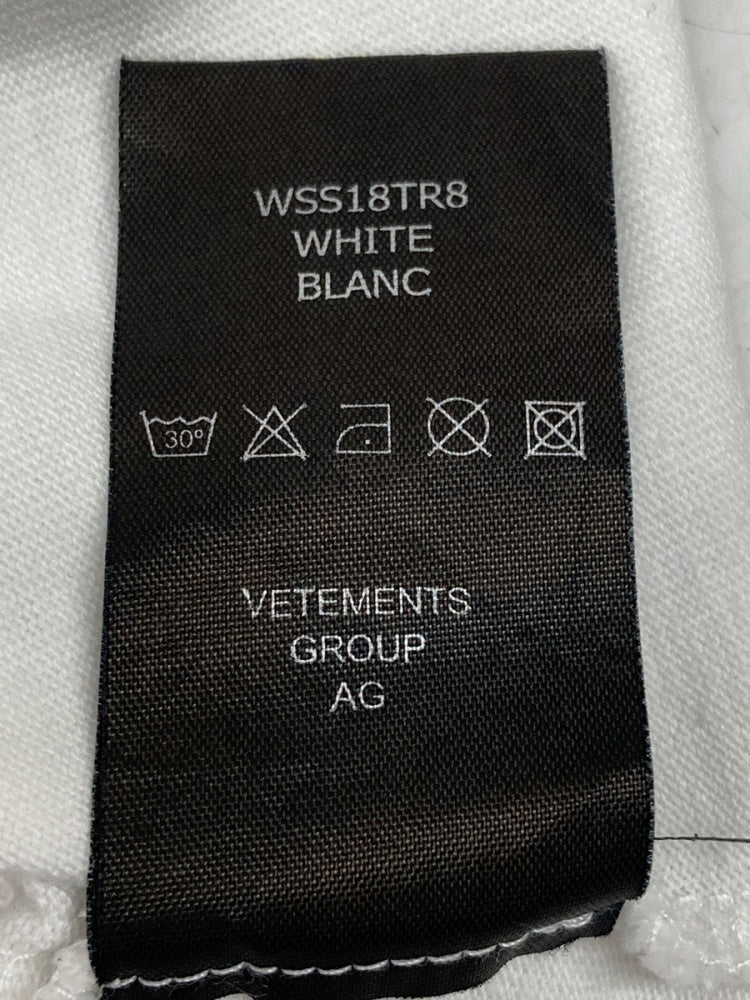 WSS18TR8
WHITE
BLANC
30°
VETEMENTS
GROUP
AG